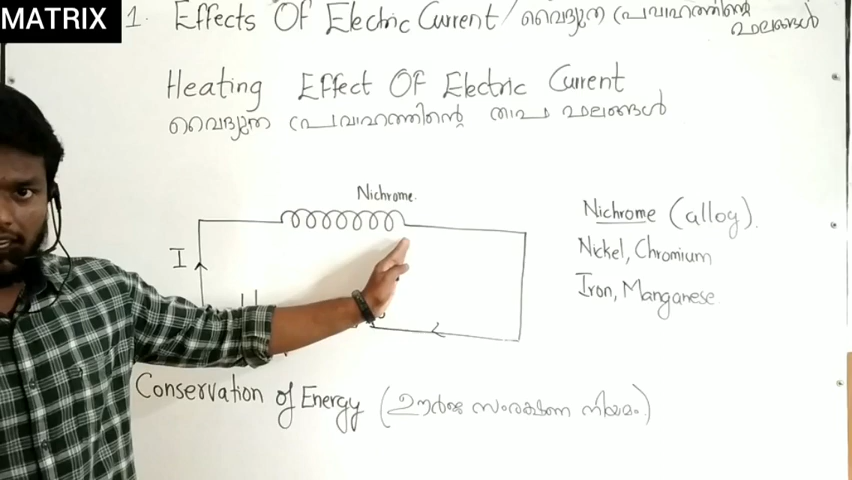 MATRIX
1. Effects Of Electric Current/ വൈദ്യുത പ്രവാഹത്തിന്റെ
ഫലങ്ങൾ
Heating Effect Of Electric Current
വൈദ്യുത പ്രവാഹത്തിന്റെ താപ ഫലങ്ങൾ
Nichrome.
I
Nichrome (alloy).
Nickel, Chromium
Iron, Manganese
Conservation of Energy (ഊർജ്ജ സംരക്ഷണ നിയമം)